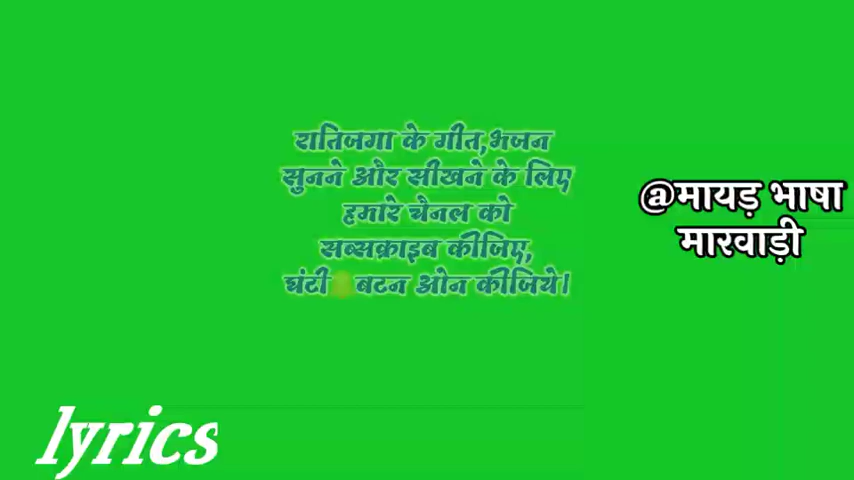 रातिजगा के गीत,भजन
सुनने और सीखने के लिए
हमारे चेनल को
सब्सक्राइब कीजिए,
घंटी🔔बटन ओन कीजिये।
@मायड़ भाषा
मारवाड़ी
lyrics